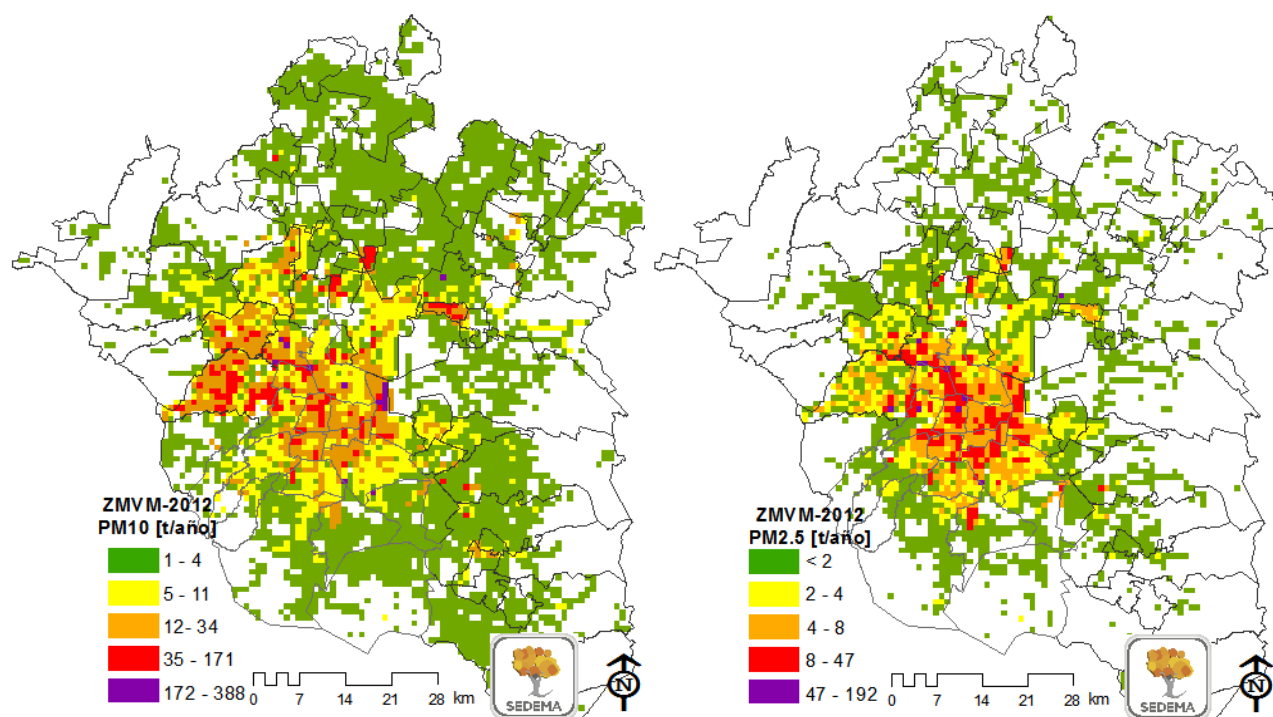 ZMVM-2012
PM10 [t/año]
1 - 4
5 - 11
12- 34
35 - 171
172 - 388
0 7 14 21 28 km
SEDEMA
N
ZMVM-2012
PM2.5 [t/año]
< 2
2 - 4
4 - 8
8 - 47
47 - 192
0 3.5 7 14 21 28 km
SEDEMA
N